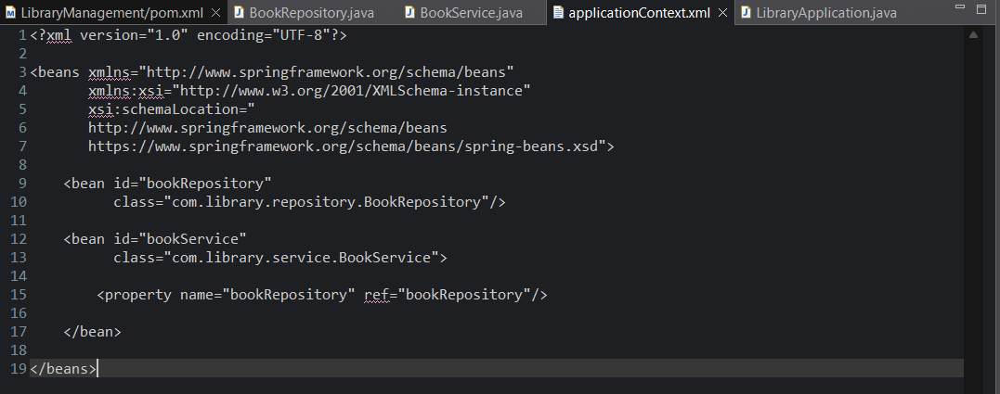 LibraryManagement/pom.xml BookRepository.java BookService.java applicationContext.xml LibraryApplication.java
1 <?xml version="1.0" encoding="UTF-8"?>
2
3 <beans xmlns="http://www.springframework.org/schema/beans"
4        xmlns:xsi="http://www.w3.org/2001/XMLSchema-instance"
5        xsi:schemaLocation="
6        http://www.springframework.org/schema/beans
7        https://www.springframework.org/schema/beans/spring-beans.xsd">
8
9     <bean id="bookRepository"
10           class="com.library.repository.BookRepository"/>
11
12     <bean id="bookService"
13           class="com.library.service.BookService">
14
15         <property name="bookRepository" ref="bookRepository"/>
16
17     </bean>
18
19 </beans>